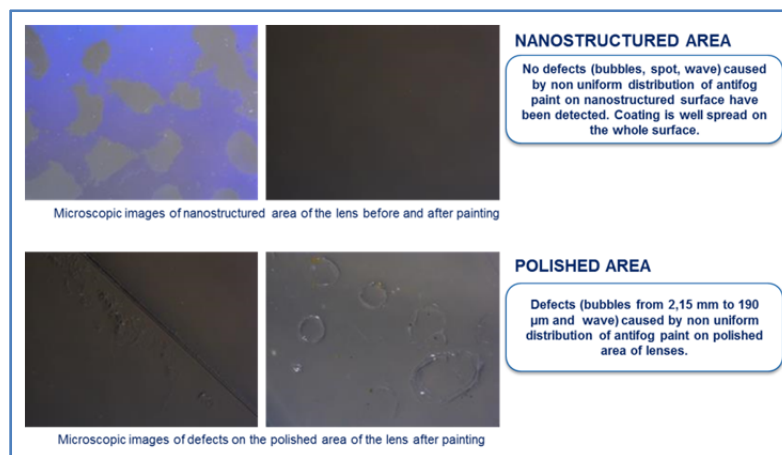 NANOSTRUCTURED AREA
No defects (bubbles, spot, wave) caused
by non uniform distribution of antifog
paint on nanostructured surface have
been detected. Coating is well spread on
the whole surface.
Microscopic images of nanostructured area of the lens before and after painting
POLISHED AREA
Defects (bubbles from 2,15 mm to 190
µm and wave) caused by non uniform
distribution of antifog paint on polished
area of lenses.
Microscopic images of defects on the polished area of the lens after painting